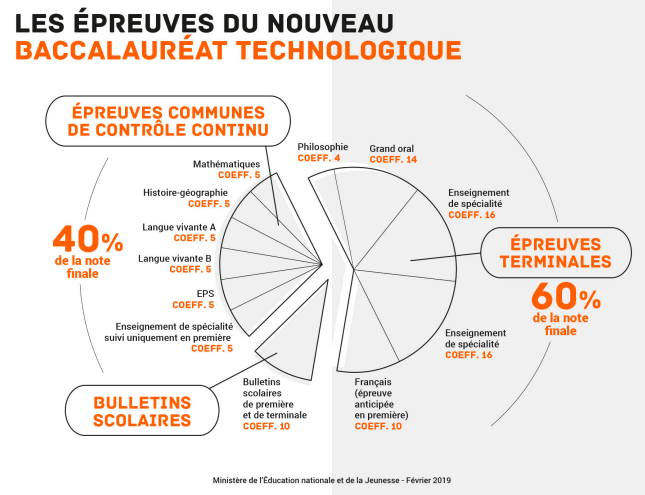 LES ÉPREUVES DU NOUVEAU
BACCALAURÉAT TECHNOLOGIQUE
ÉPREUVES COMMUNES
DE CONTRÔLE CONTINU
Mathématiques
COEFF. 5
Histoire-géographie
COEFF. 5
Langue vivante A
COEFF. 5
Langue vivante B
COEFF. 5
EPS
COEFF. 5
Enseignement de spécialité
suivi uniquement en première
COEFF. 5
40%
de la note
finale
BULLETINS
SCOLAIRES
Bulletins
scolaires
de première
et de terminale
COEFF. 10
Philosophie
COEFF. 4
Grand oral
COEFF. 14
Enseignement
de spécialité
COEFF. 16
ÉPREUVES
TERMINALES
60%
de la note
finale
Enseignement
de spécialité
COEFF. 16
Français
(épreuve
anticipée
en première)
COEFF. 10
Ministère de l'Éducation nationale et de la Jeunesse - Février 2019